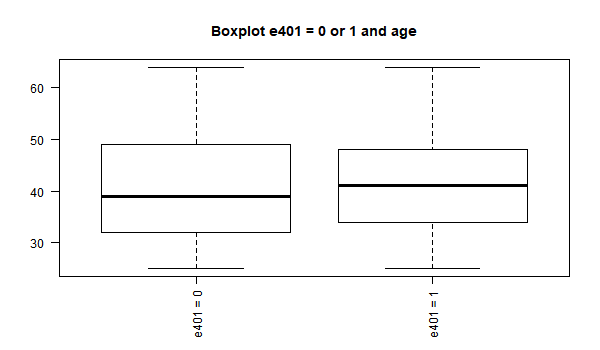 Boxplot e401 = 0 or 1 and age
60
50
40
30
e401 = 0
e401 = 1